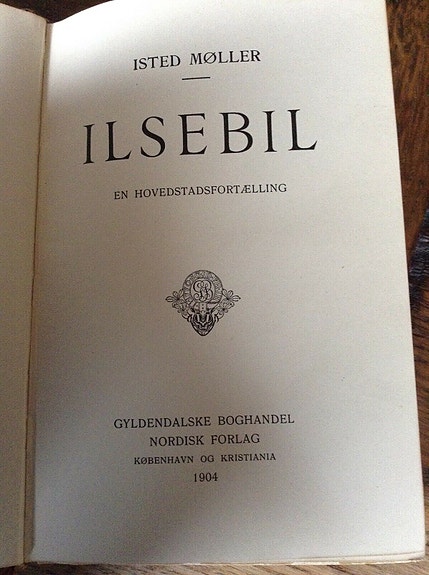 ISTED MØLLER
ILSEBIL
EN HOVEDSTADSFORTÆLLING
GYLDENDALSKE BOGHANDEL
NORDISK FORLAG
KØBENHAVN OG KRISTIANIA
1904